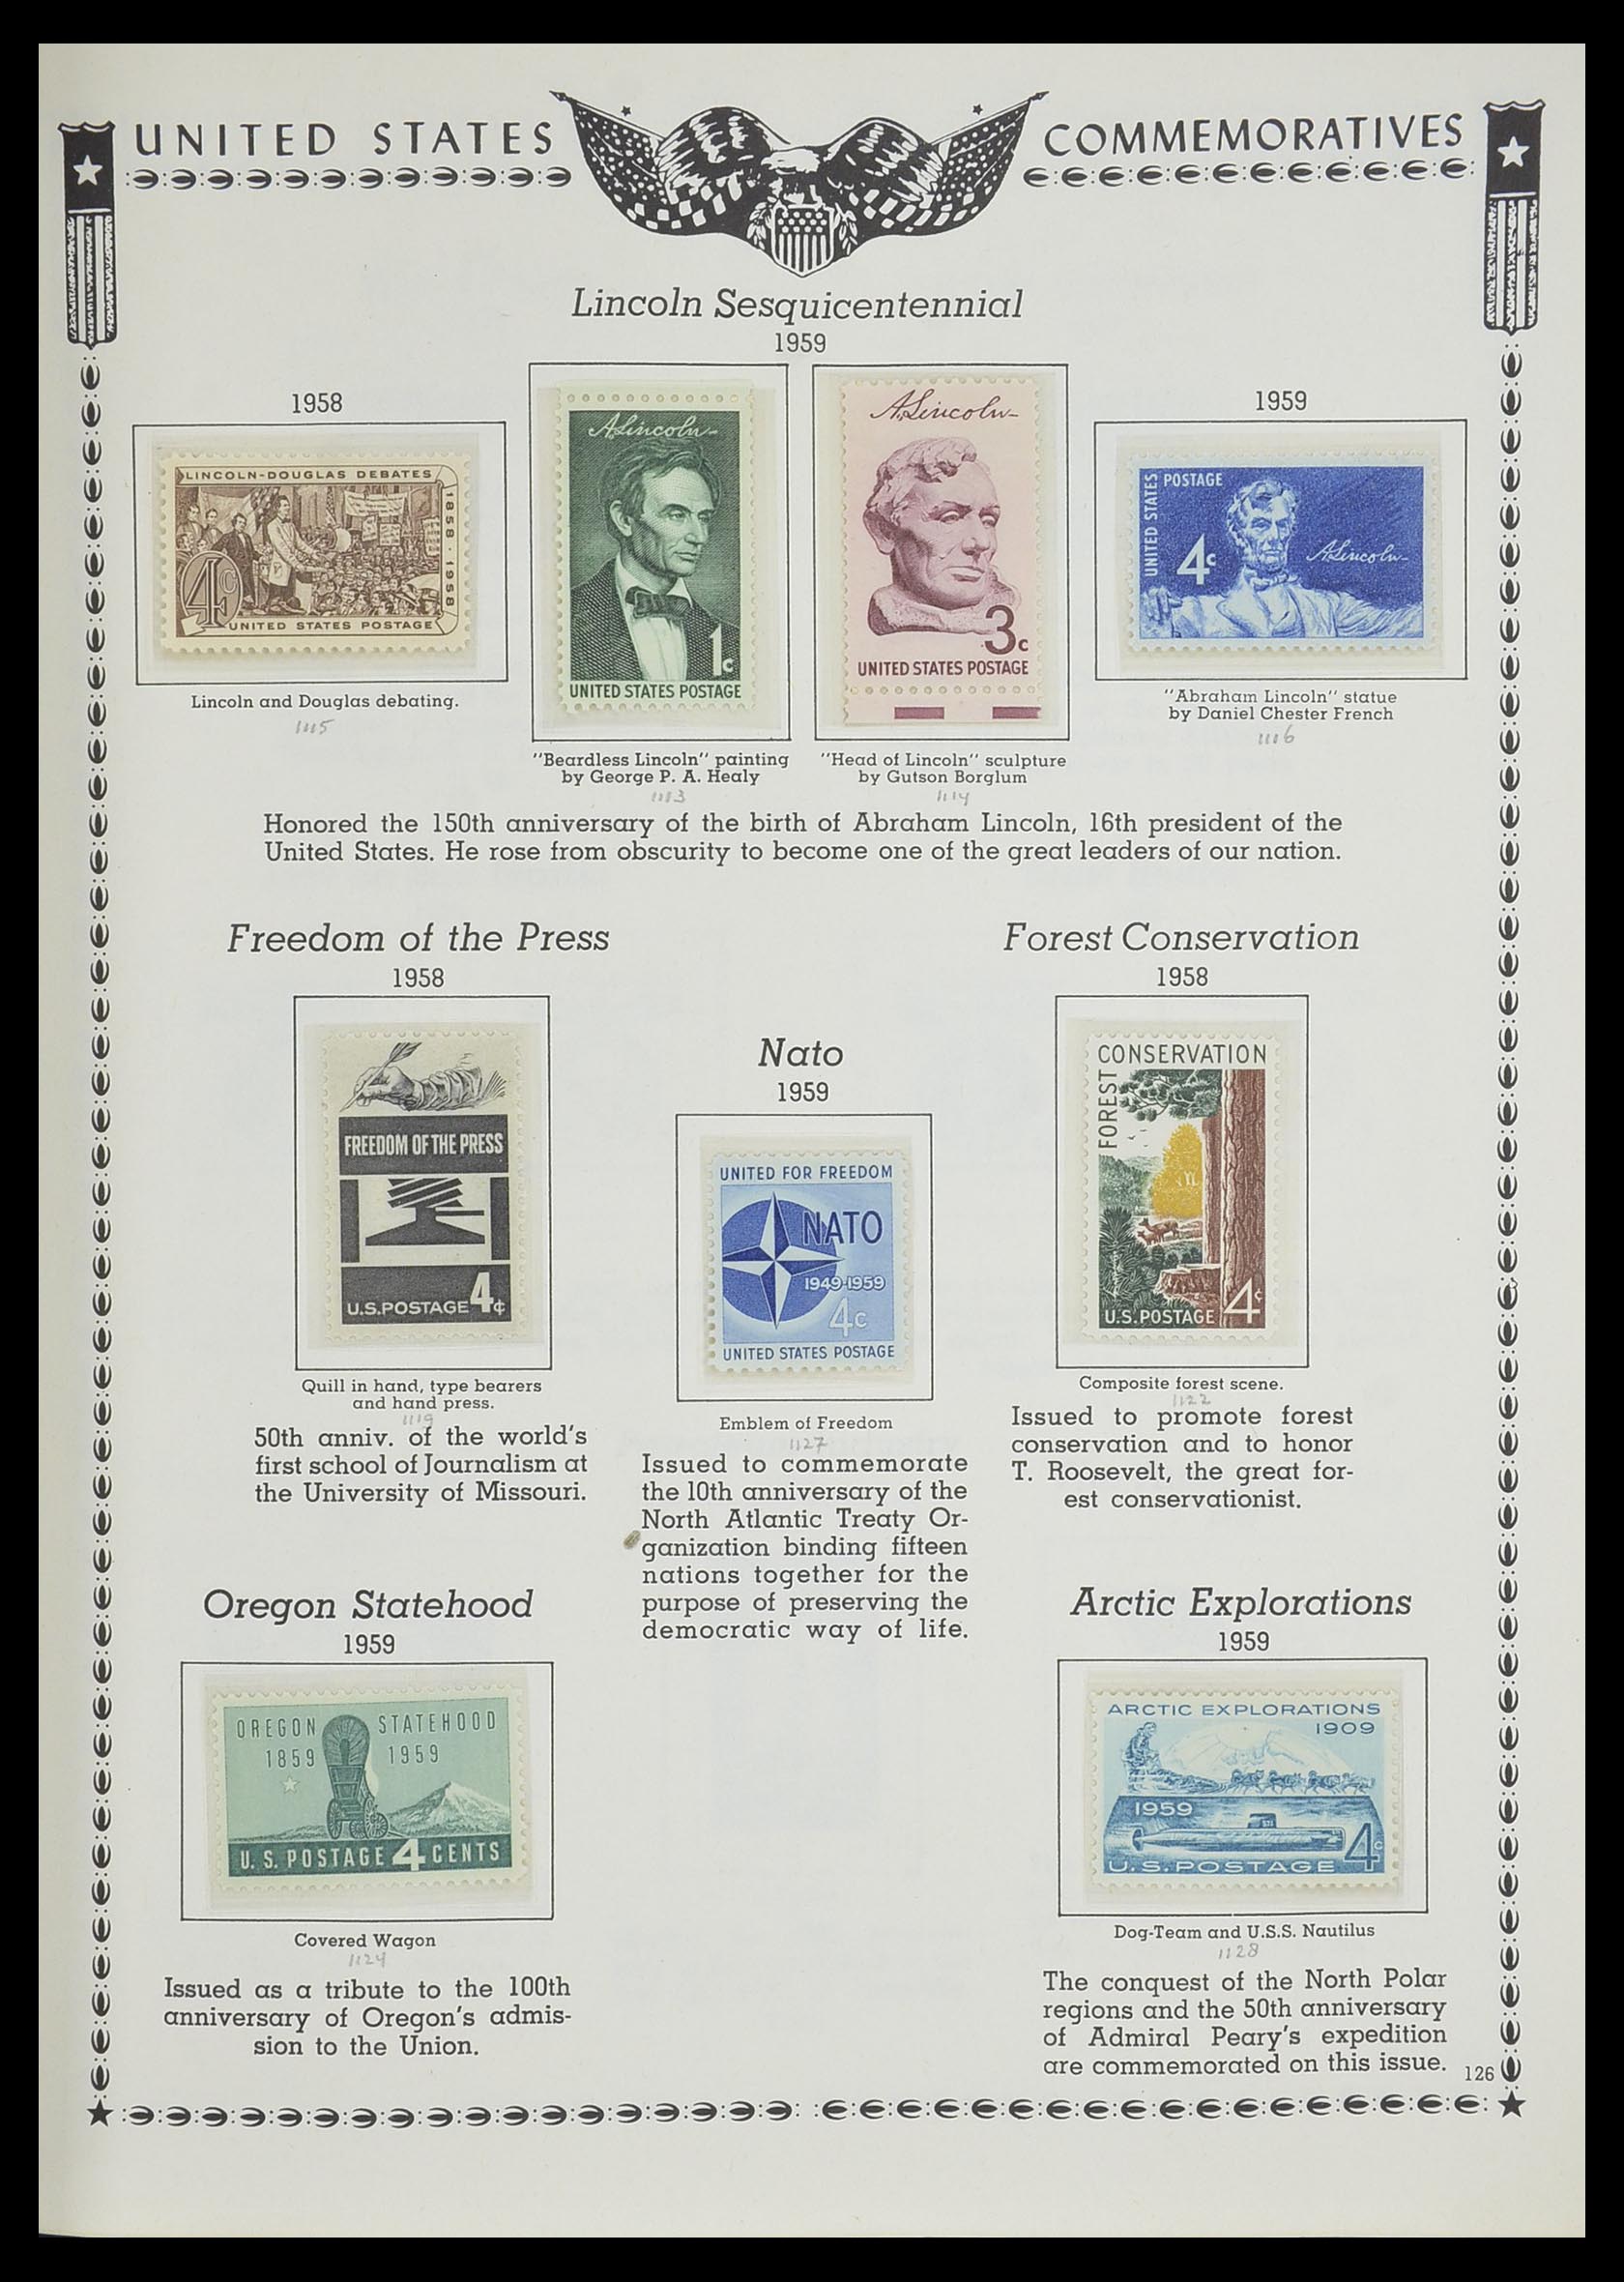 UNITED STATES COMMEMORATIVES
Lincoln Sesquicentennial
1959
1958
LINCOLN-DOUGLAS DEBATES
1858 · 1958
4c
UNITED STATES POSTAGE
Lincoln and Douglas debating.
1115
A. Lincoln
1c
UNITED STATES POSTAGE
"Beardless Lincoln" painting
by George P. A. Healy
1113
A. Lincoln
3c
UNITED STATES POSTAGE
"Head of Lincoln" sculpture
by Gutson Borglum
1114
1959
UNITED STATES POSTAGE
4c
A. Lincoln
"Abraham Lincoln" statue
by Daniel Chester French
1116
Honored the 150th anniversary of the birth of Abraham Lincoln, 16th president of the
United States. He rose from obscurity to become one of the great leaders of our nation.
Freedom of the Press
1958
FREEDOM OF THE PRESS
U.S. POSTAGE 4¢
Quill in hand, type bearers
and hand press.
1119
50th anniv. of the world's
first school of Journalism at
the University of Missouri.
Nato
1959
UNITED FOR FREEDOM
NATO
1949-1959
4c
UNITED STATES POSTAGE
Emblem of Freedom
1127
Issued to commemorate
the 10th anniversary of the
North Atlantic Treaty Or-
ganization binding fifteen
nations together for the
purpose of preserving the
democratic way of life.
Forest Conservation
1958
FOREST CONSERVATION
U.S. POSTAGE 4¢
Composite forest scene.
1122
Issued to promote forest
conservation and to honor
T. Roosevelt, the great for-
est conservationist.
Oregon Statehood
1959
OREGON STATEHOOD
1859 1959
U.S. POSTAGE 4 CENTS
Covered Wagon
1124
Issued as a tribute to the 100th
anniversary of Oregon's admis-
sion to the Union.
Arctic Explorations
1959
ARCTIC EXPLORATIONS
1909
1959
U.S. POSTAGE 4c
Dog-Team and U.S.S. Nautilus
1128
The conquest of the North Polar
regions and the 50th anniversary
of Admiral Peary's expedition
are commemorated on this issue.
126